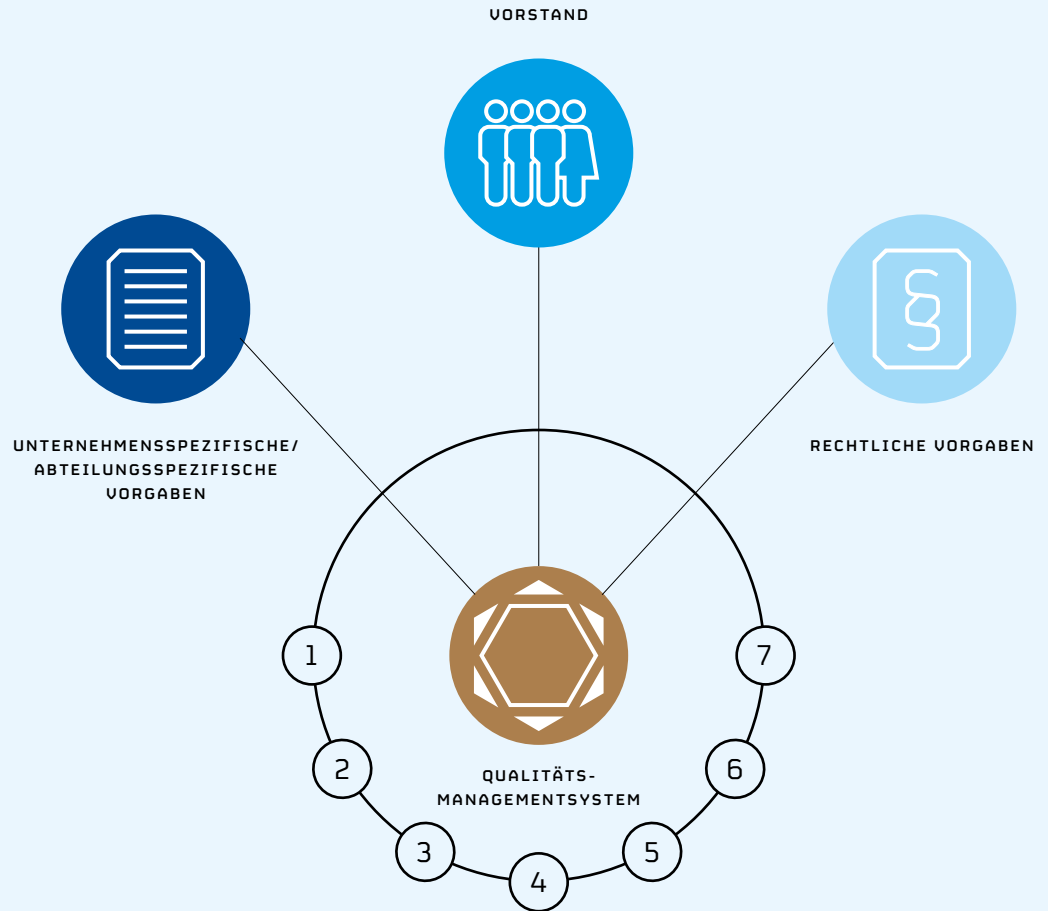 VORSTAND
UNTERNEHMENSSPEZIFISCHE/
ABTEILUNGSSPEZIFISCHE
VORGABEN
RECHTLICHE VORGABEN
§
1
7
2
6
QUALITÄTS-
MANAGEMENTSYSTEM
3
5
4